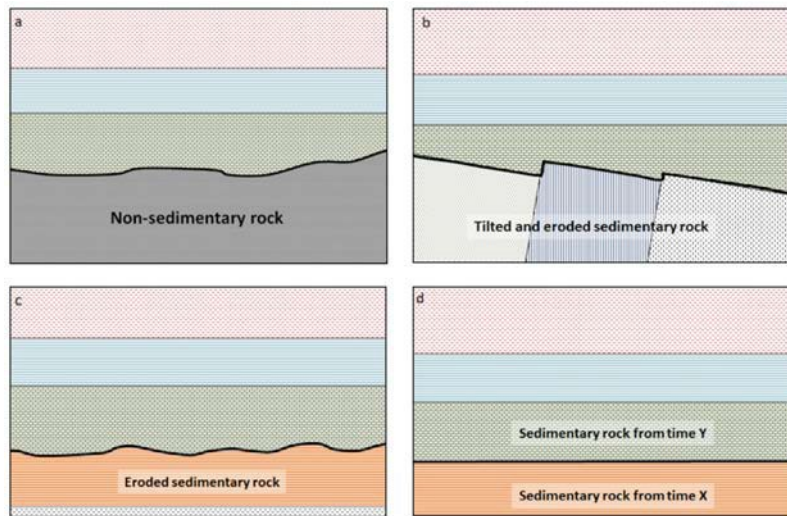 a
Non-sedimentary rock
b
Tilted and eroded sedimentary rock
c
Eroded sedimentary rock
d
Sedimentary rock from time Y
Sedimentary rock from time X